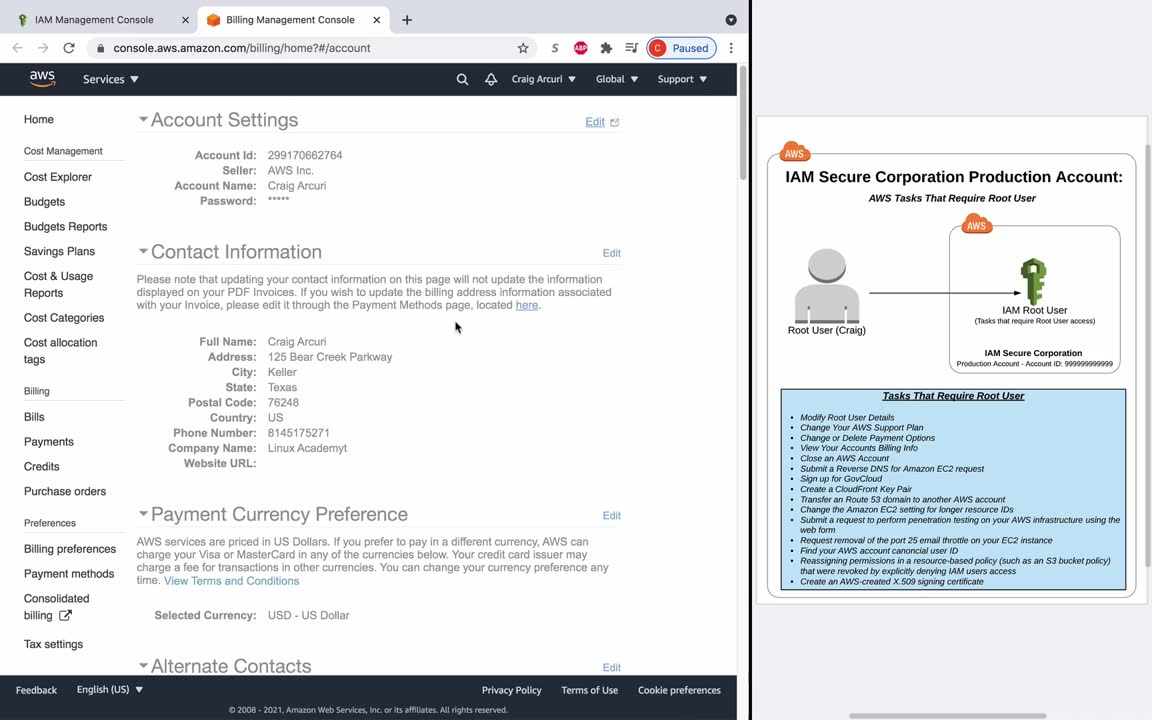 IAM Management Console
Billing Management Console
console.aws.amazon.com/billing/home?#/account
S
ABP
C
Paused
aws
Services
Craig Arcuri
Global
Support
Home
Cost Management
Cost Explorer
Budgets
Budgets Reports
Savings Plans
Cost & Usage
Reports
Cost Categories
Cost allocation
tags
Billing
Bills
Payments
Credits
Purchase orders
Preferences
Billing preferences
Payment methods
Consolidated
billing
Tax settings
Account Settings
Edit
Account Id: 299170662764
Seller: AWS Inc.
Account Name: Craig Arcuri
Password: *****
Contact Information
Edit
Please note that updating your contact information on this page will not update the information
displayed on your PDF Invoices. If you wish to update the billing address information associated
with your Invoice, please edit it through the Payment Methods page, located here.
Full Name: Craig Arcuri
Address: 125 Bear Creek Parkway
City: Keller
State: Texas
Postal Code: 76248
Country: US
Phone Number: 8145175271
Company Name: Linux Academyt
Website URL:
Payment Currency Preference
Edit
AWS services are priced in US Dollars. If you prefer to pay in a different currency, AWS can
charge your Visa or MasterCard in any of the currencies below. Your credit card issuer may
charge a fee for transactions in other currencies. You can change your currency preference any
time. View Terms and Conditions
Selected Currency: USD - US Dollar
Alternate Contacts
Edit
Feedback
English (US)
Privacy Policy
Terms of Use
Cookie preferences
© 2008 - 2021, Amazon Web Services, Inc. or its affiliates. All rights reserved.
AWS
IAM Secure Corporation Production Account:
AWS Tasks That Require Root User
AWS
Root User (Craig)
IAM Root User
(Tasks that require Root User access)
IAM Secure Corporation
Production Account - Account ID: 999999999999
Tasks That Require Root User
• Modify Root User Details
• Change Your AWS Support Plan
• Change or Delete Payment Options
• View Your Accounts Billing Info
• Close an AWS Account
• Submit a Reverse DNS for Amazon EC2 request
• Sign up for GovCloud
• Create a CloudFront Key Pair
• Transfer an Route 53 domain to another AWS account
• Change the Amazon EC2 setting for longer resource IDs
• Submit a request to perform penetration testing on your AWS infrastructure using the
web form
• Request removal of the port 25 email throttle on your EC2 instance
• Find your AWS account canoncial user ID
• Reassigning permissions in a resource-based policy (such as an S3 bucket policy)
that were revoked by explicitly denying IAM users access
• Create an AWS-created X.509 signing certificate